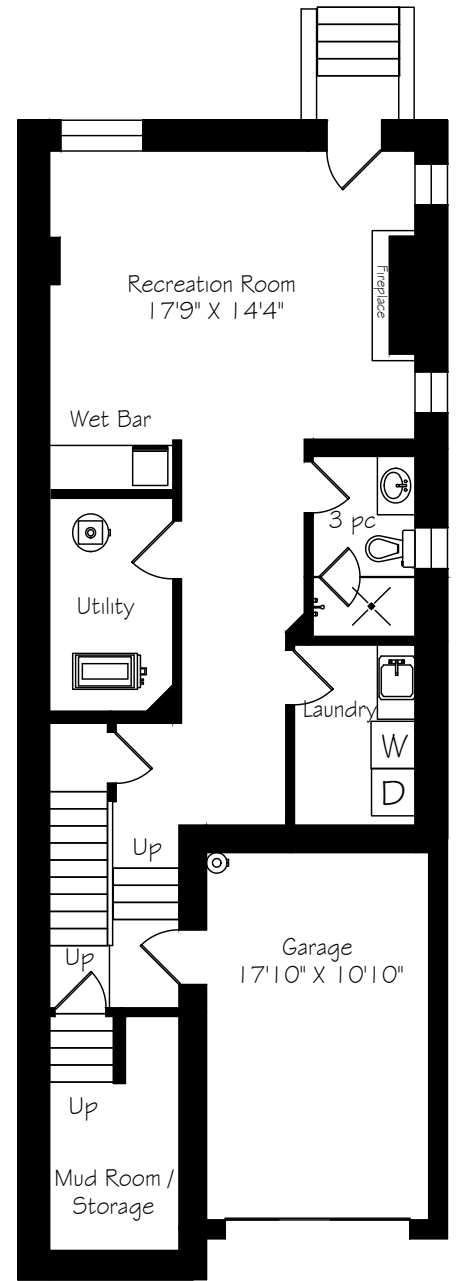 Fireplace
Recreation Room
17'9" X 14'4"
Wet Bar
3 pc
Utility
Laundry
W
D
Up
Garage
17'10" X 10'10"
Up
Up
Mud Room /
Storage